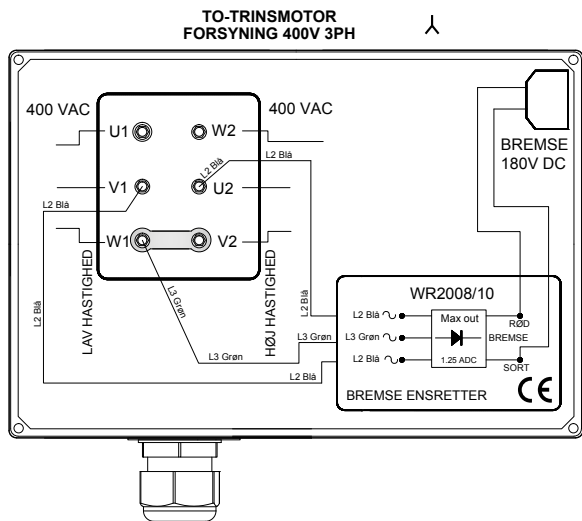 TO-TRINSMOTOR
FORSYNING 400V 3PH
400 VAC
400 VAC
U1
W2
L2 Blå
L2 Blå
V1
U2
L2 Blå
W1
V2
L2 Blå
LAV HASTIGHED
L3 Grøn
HØJ HASTIGHED
L2 Blå
L3 Grøn
L3 Grøn
L2 Blå
BREMSE
180V DC
WR2008/10
L2 Blå
Max out
RØD
L3 Grøn
BREMSE
L2 Blå
1.25 ADC
SORT
BREMSE ENSRETTER
CE